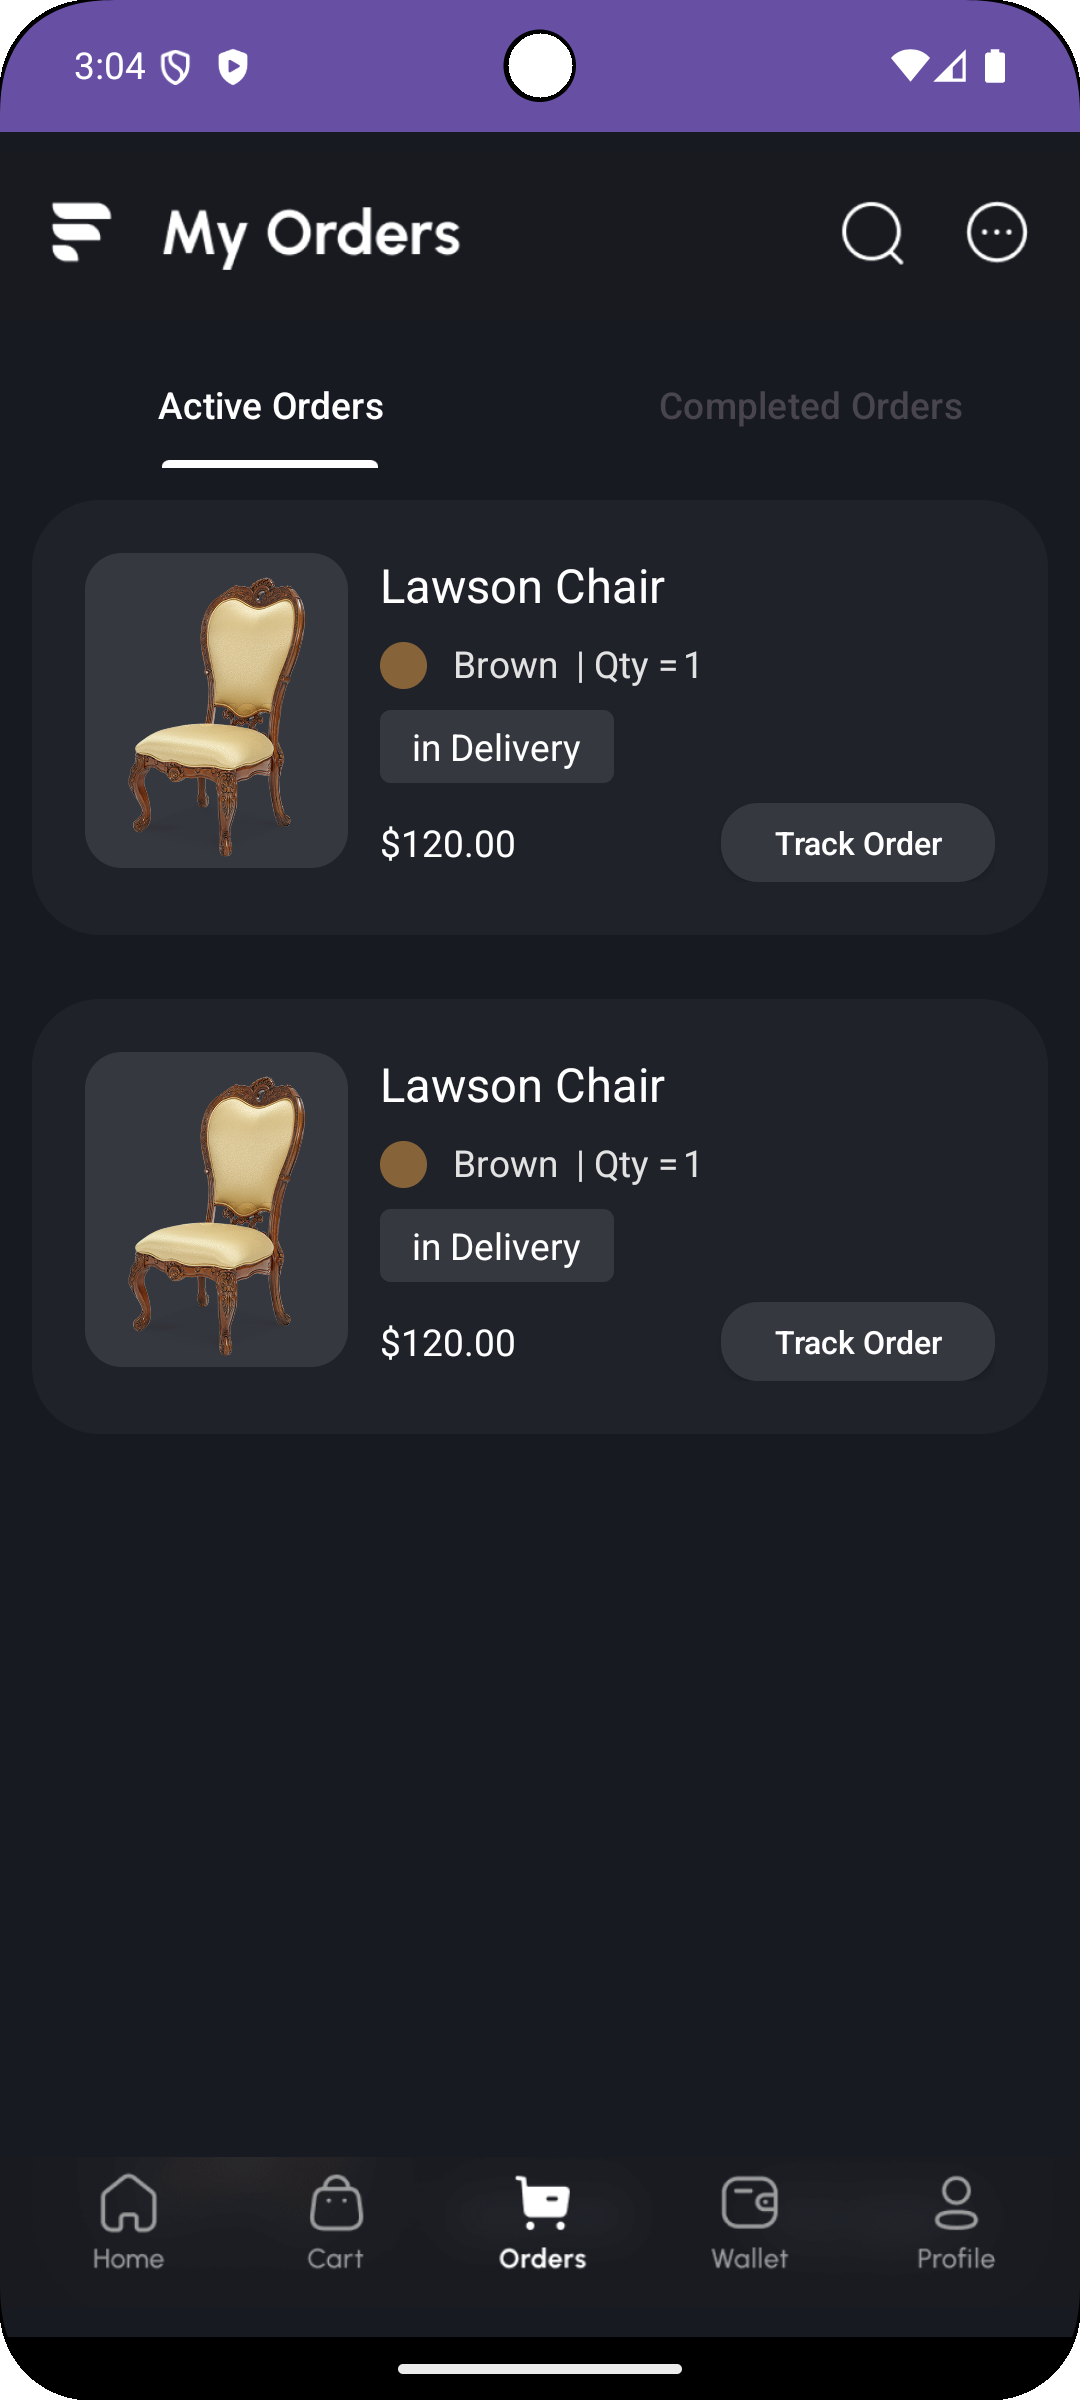 3:04
My Orders
Active Orders
Completed Orders
Lawson Chair
Brown | Qty = 1
in Delivery
$120.00
Track Order
Lawson Chair
Brown | Qty = 1
in Delivery
$120.00
Track Order
Home
Cart
Orders
Wallet
Profile